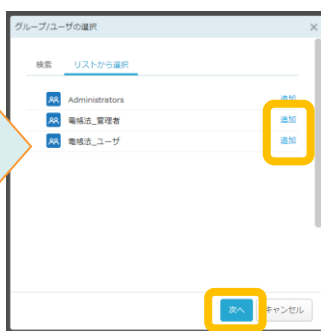 グループ/ユーザの選択 ×
検索 リストから選択
Administrators 追加
電帳法_管理者 追加
電帳法_ユーザ 追加
次へ キャンセル